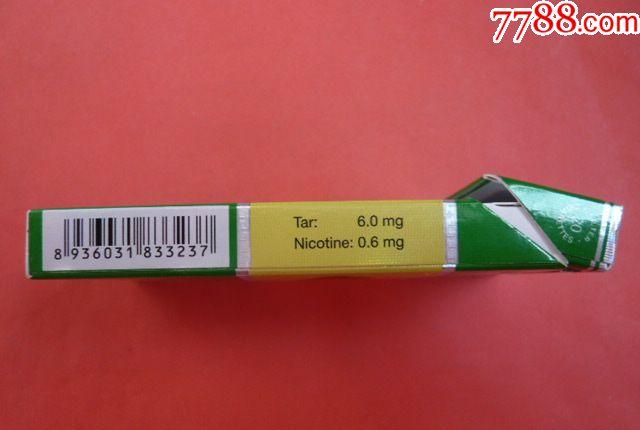 7788.com
Tar: 6.0 mg
Nicotine: 0.6 mg
8 936031 833237